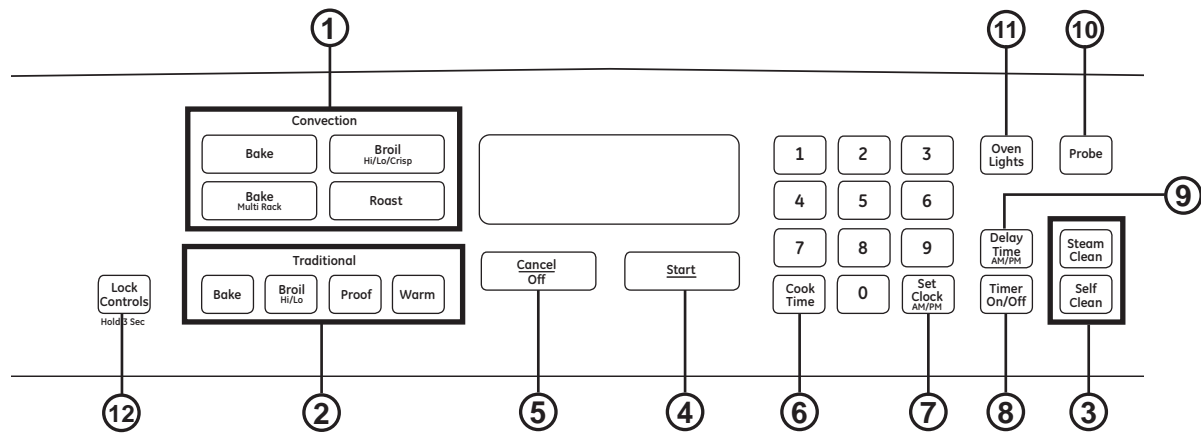 1
11
10
Convection
Bake
Broil
Hi/Lo/Crisp
Bake
Multi Rack
Roast
1 2 3
4 5 6
7 8 9
0
Oven
Lights
Probe
9
Traditional
Bake
Broil
Hi/Lo
Proof
Warm
Lock
Controls
Hold 3 Sec
Cancel
Off
Start
Cook
Time
Set
Clock
AM/PM
Delay
Time
AM/PM
Timer
On/Off
Steam
Clean
Self
Clean
12
2
5
4
6
7
8
3